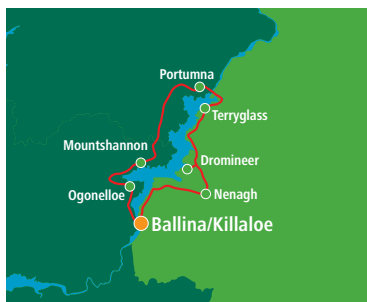 Portumna
Terryglass
Mountshannon
Dromineer
Ogonelloe
Nenagh
Ballina/Killaloe